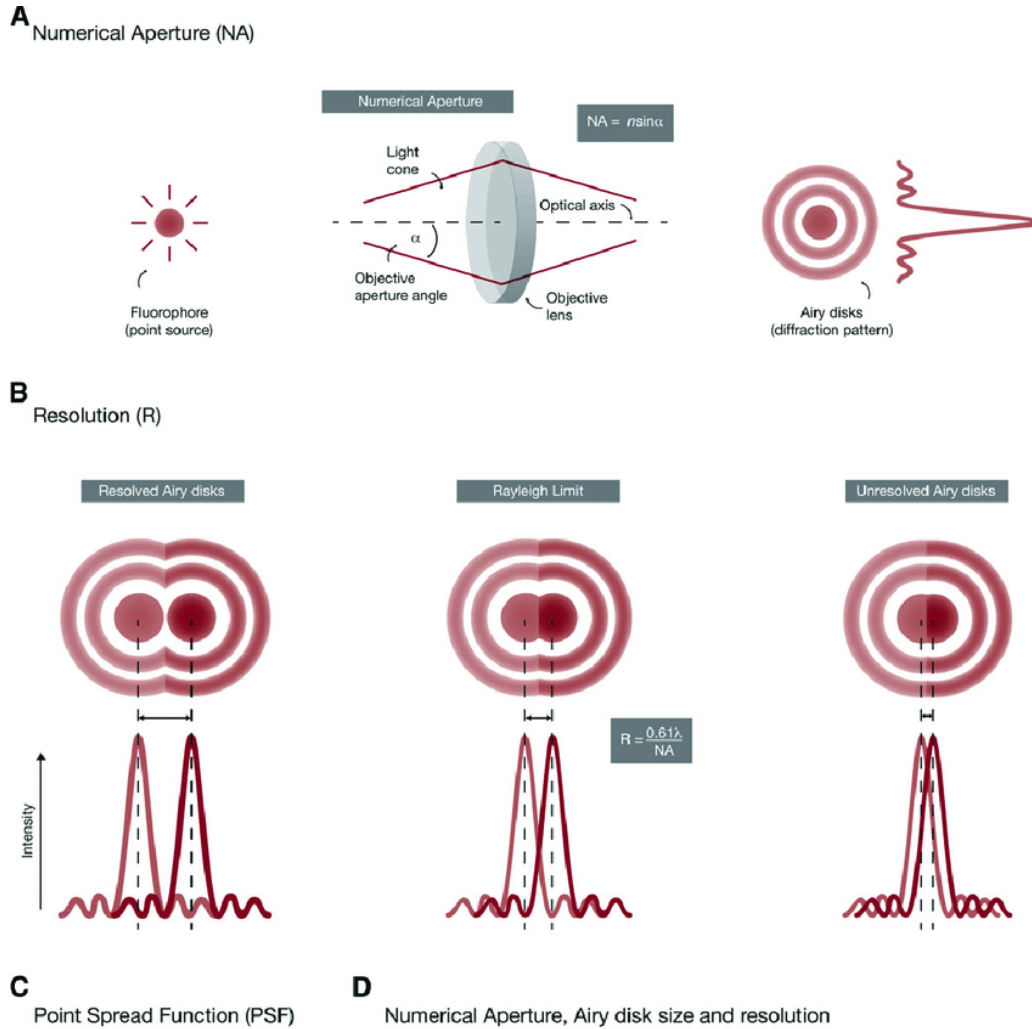 A
Numerical Aperture (NA)
Numerical Aperture
NA = nsinα
Light
cone
Optical axis
α
Objective
aperture angle
Objective
lens
Fluorophore
(point source)
Airy disks
(diffraction pattern)
B
Resolution (R)
Resolved Airy disks
Rayleigh Limit
Unresolved Airy disks
R = 0.61λ
NA
Intensity
C
Point Spread Function (PSF)
D
Numerical Aperture, Airy disk size and resolution